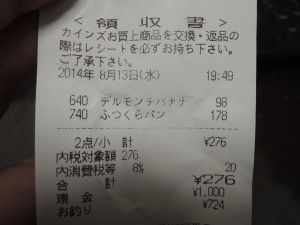 ＜領収書＞
カインズお買上商品を交換・返品の
際はレシートを必ずお持ち下さい。
ご了承下さい。
2014年 8月13日(水) 19:49
640 デルモンテバナナ 98
740 ふつくらパン 178
2点/小 計 ¥276
内税対象額 276
内消費税等 8% 20
合 計 ¥276
現 金 ¥1,000
お釣り ¥724